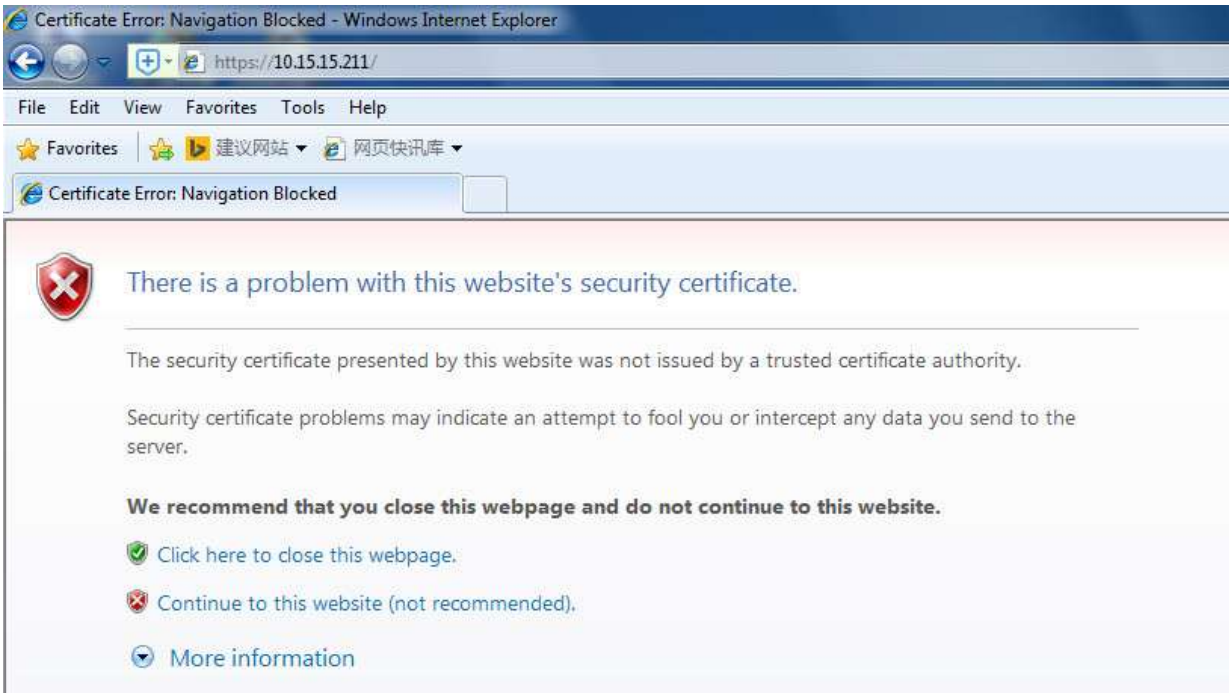 Certificate Error: Navigation Blocked - Windows Internet Explorer
https://10.15.15.211/
File Edit View Favorites Tools Help
Favorites 建议网站 网页快讯库
Certificate Error: Navigation Blocked
There is a problem with this website's security certificate.
The security certificate presented by this website was not issued by a trusted certificate authority.
Security certificate problems may indicate an attempt to fool you or intercept any data you send to the
server.
We recommend that you close this webpage and do not continue to this website.
Click here to close this webpage.
Continue to this website (not recommended).
More information